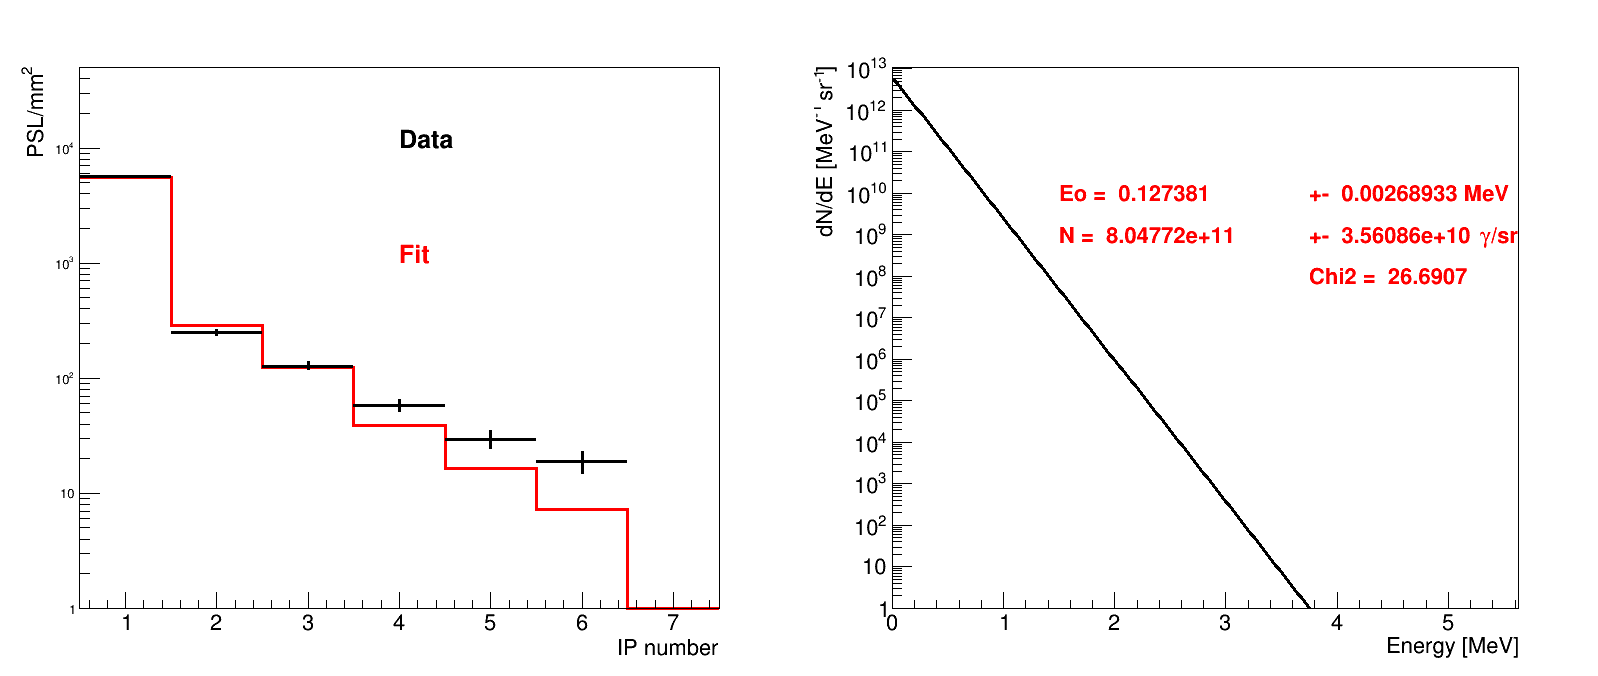 PSL/mm²
Data
Fit
10⁴
10³
10²
10
1
1 2 3 4 5 6 7
IP number
dN/dE [MeV⁻¹ sr⁻¹]
10¹³
10¹²
10¹¹
10¹⁰
10⁹
10⁸
10⁷
10⁶
10⁵
10⁴
10³
10²
10
1
Eo = 0.127381 +- 0.00268933 MeV
N = 8.04772e+11 +- 3.56086e+10 γ/sr
Chi2 = 26.6907
0 1 2 3 4 5
Energy [MeV]